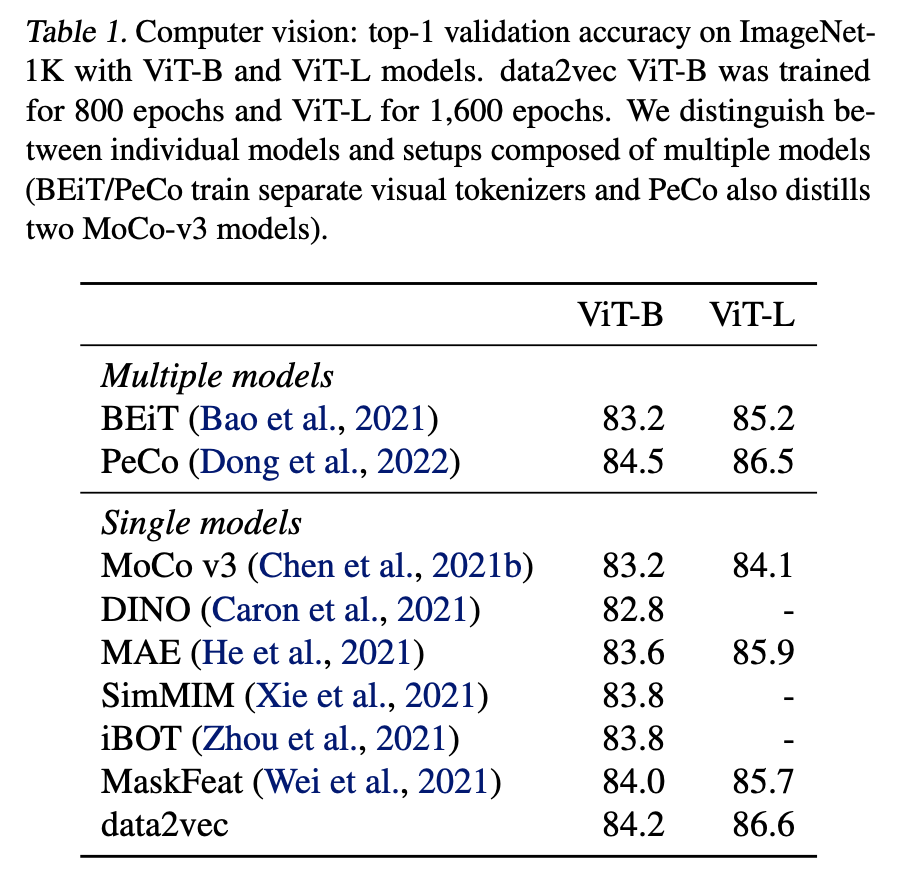 Table 1. Computer vision: top-1 validation accuracy on ImageNet-
1K with ViT-B and ViT-L models. data2vec ViT-B was trained
for 800 epochs and ViT-L for 1,600 epochs. We distinguish be-
tween individual models and setups composed of multiple models
(BEiT/PeCo train separate visual tokenizers and PeCo also distills
two MoCo-v3 models).
ViT-B ViT-L
Multiple models
BEiT (Bao et al., 2021) 83.2 85.2
PeCo (Dong et al., 2022) 84.5 86.5
Single models
MoCo v3 (Chen et al., 2021b) 83.2 84.1
DINO (Caron et al., 2021) 82.8 -
MAE (He et al., 2021) 83.6 85.9
SimMIM (Xie et al., 2021) 83.8 -
iBOT (Zhou et al., 2021) 83.8 -
MaskFeat (Wei et al., 2021) 84.0 85.7
data2vec 84.2 86.6